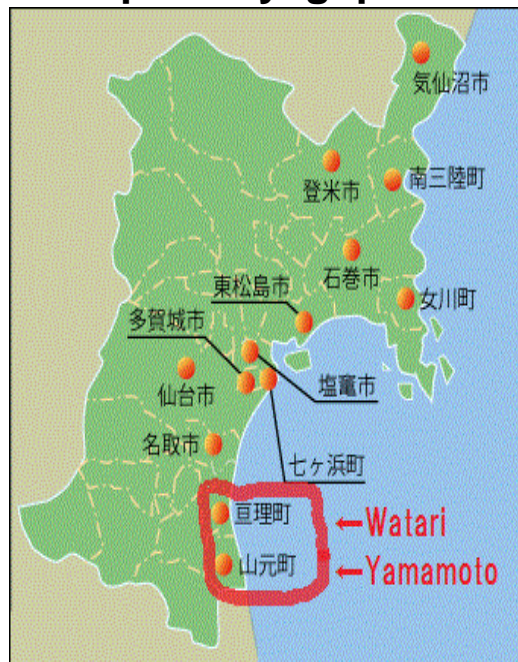 気仙沼市
南三陸町
登米市
石巻市
女川町
東松島市
多賀城市
塩竈市
仙台市
七ヶ浜町
名取市
亘理町
←Watari
山元町
←Yamamoto